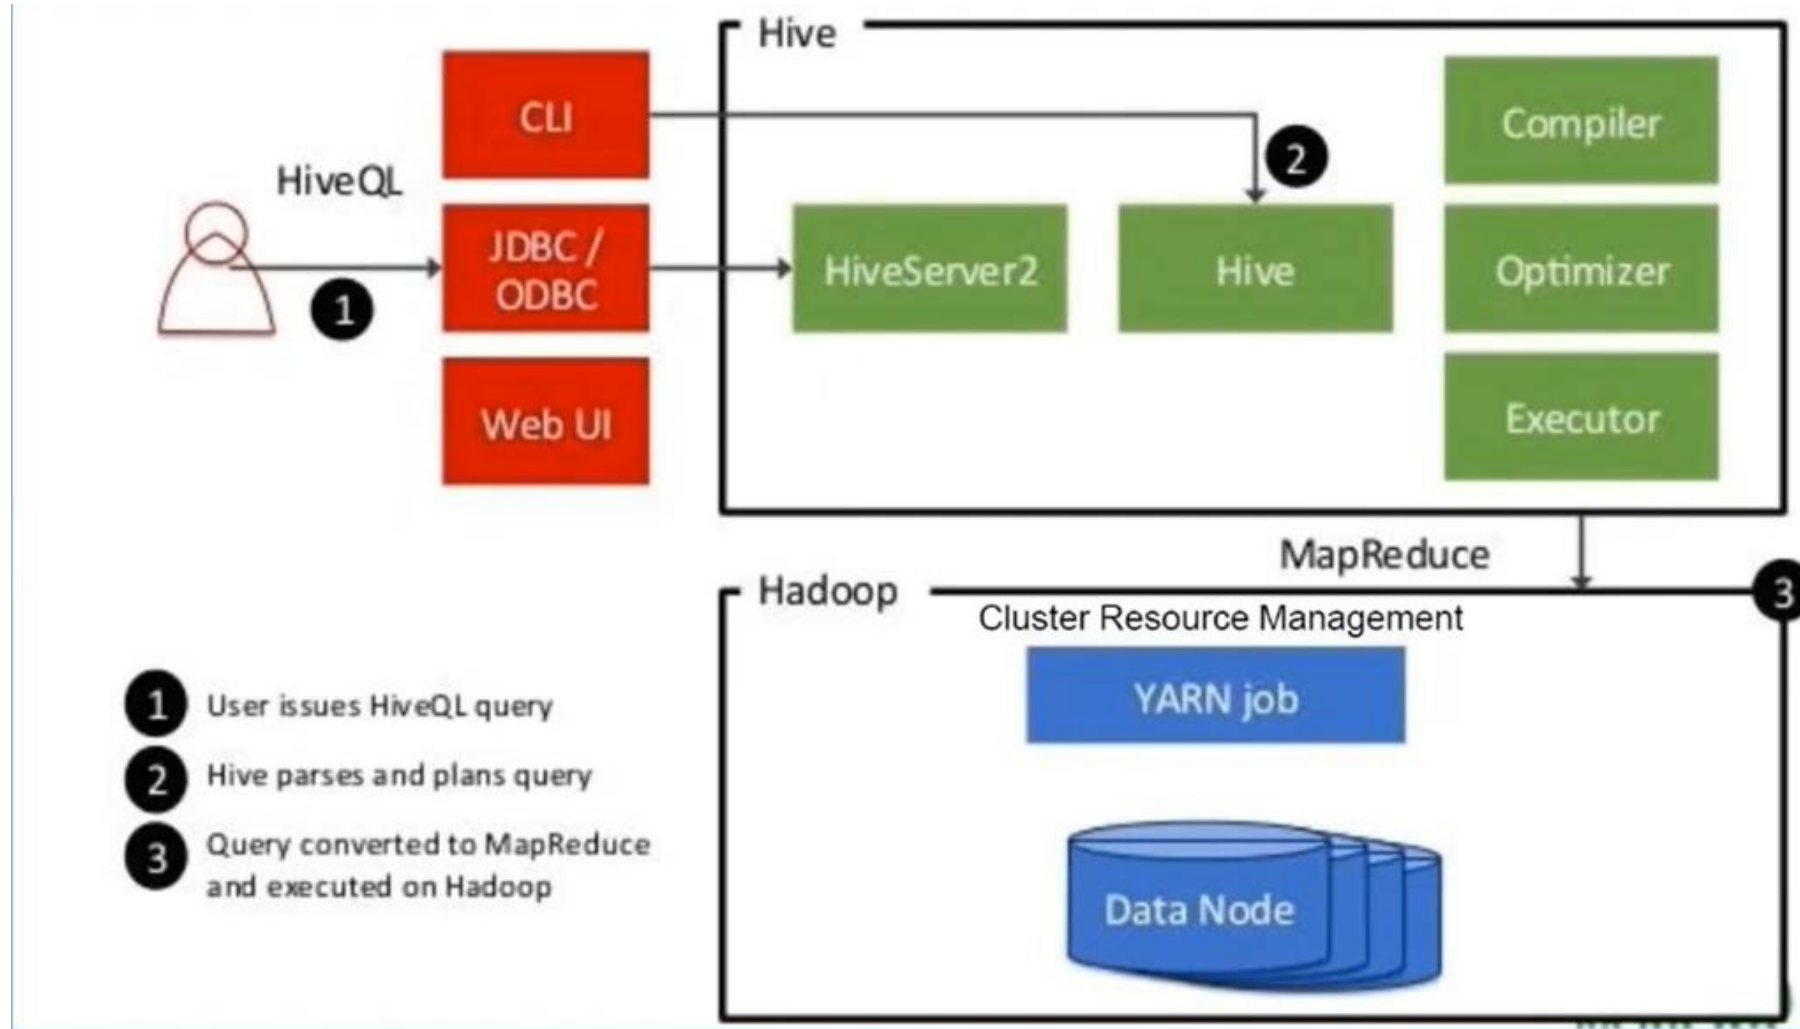 Hive
CLI
Compiler
2
HiveQL
JDBC /
ODBC
HiveServer2
Hive
Optimizer
1
Web UI
Executor
MapReduce
Hadoop
3
Cluster Resource Management
YARN job
1 User issues HiveQL query
2 Hive parses and plans query
3 Query converted to MapReduce
and executed on Hadoop
Data Node